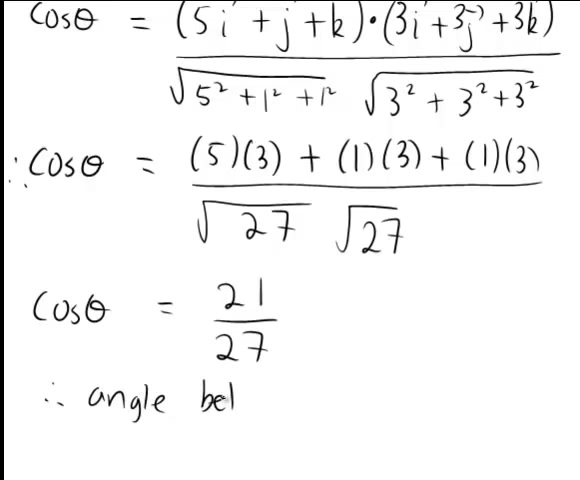 cosθ = (5i + j + k)•(3i + 3j + 3k)
√5² + 1² + 1² √3² + 3² + 3²
∴ cosθ = (5)(3) + (1)(3) + (1)(3)
√27 √27
cosθ = 21
27
∴ angle bel